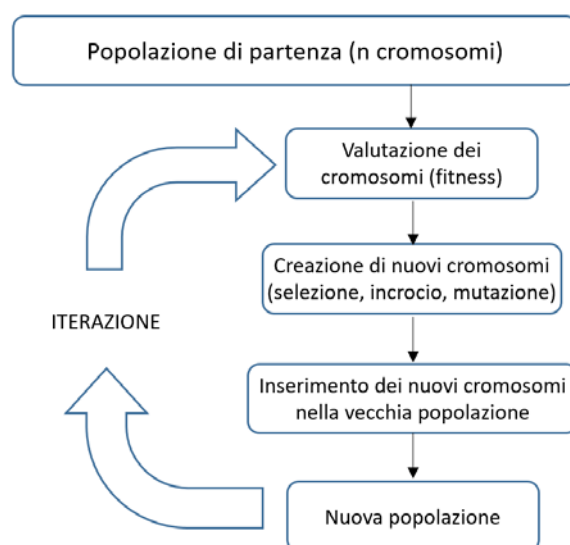 Popolazione di partenza (n cromosomi)
Valutazione dei
cromosomi (fitness)
Creazione di nuovi cromosomi
(selezione, incrocio, mutazione)
ITERAZIONE
Inserimento dei nuovi cromosomi
nella vecchia popolazione
Nuova popolazione